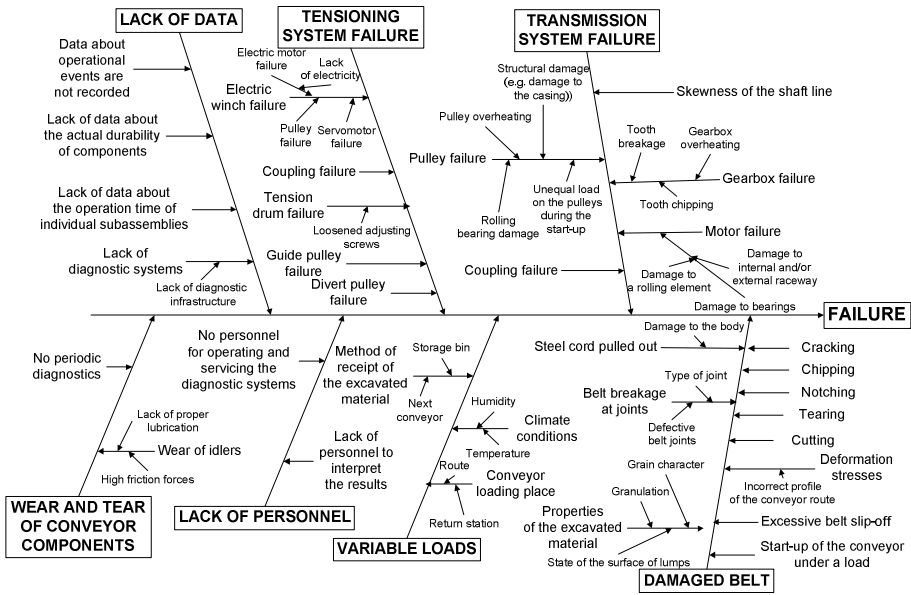 LACK OF DATA
Data about
operational
events are
not recorded
Lack of data about
the actual durability
of components
Lack of data about
the operation time of
individual subassemblies
Lack of
diagnostic systems
Lack of diagnostic
infrastructure
TENSIONING
SYSTEM FAILURE
Electric motor
failure
Lack
of electricity
Electric
winch failure
Pulley
failure
Servomotor
failure
Coupling failure
Tension
drum failure
Loosened adjusting
screws
Guide pulley
failure
Divert pulley
failure
TRANSMISSION
SYSTEM FAILURE
Structural damage
(e.g. damage to
the casing))
Skewness of the shaft line
Pulley overheating
Pulley failure
Rolling
bearing damage
Unequal load
on the pulleys
during the
start-up
Tooth
breakage
Gearbox
overheating
Gearbox failure
Tooth chipping
Motor failure
Coupling failure
Damage to
internal and/or
external raceway
Damage to
a rolling element
Damage to bearings
FAILURE
No periodic
diagnostics
Lack of proper
lubrication
Wear of idlers
High friction forces
WEAR AND TEAR
OF CONVEYOR
COMPONENTS
No personnel
for operating and
servicing the
diagnostic systems
Lack of
personnel to
interpret
the results
LACK OF PERSONNEL
Method of
receipt of
the excavated
material
Storage bin
Next
conveyor
Humidity
Climate
conditions
Temperature
Route
Conveyor
loading place
Return station
VARIABLE LOADS
Damage to the body
Steel cord pulled out
Cracking
Chipping
Type of joint
Belt breakage
at joints
Defective
belt joints
Notching
Tearing
Cutting
Deformation
stresses
Incorrect profile
of the conveyor route
Grain character
Granulation
Properties
of the excavated
material
State of the surface of lumps
Excessive belt slip-off
Start-up of the conveyor
under a load
DAMAGED BELT